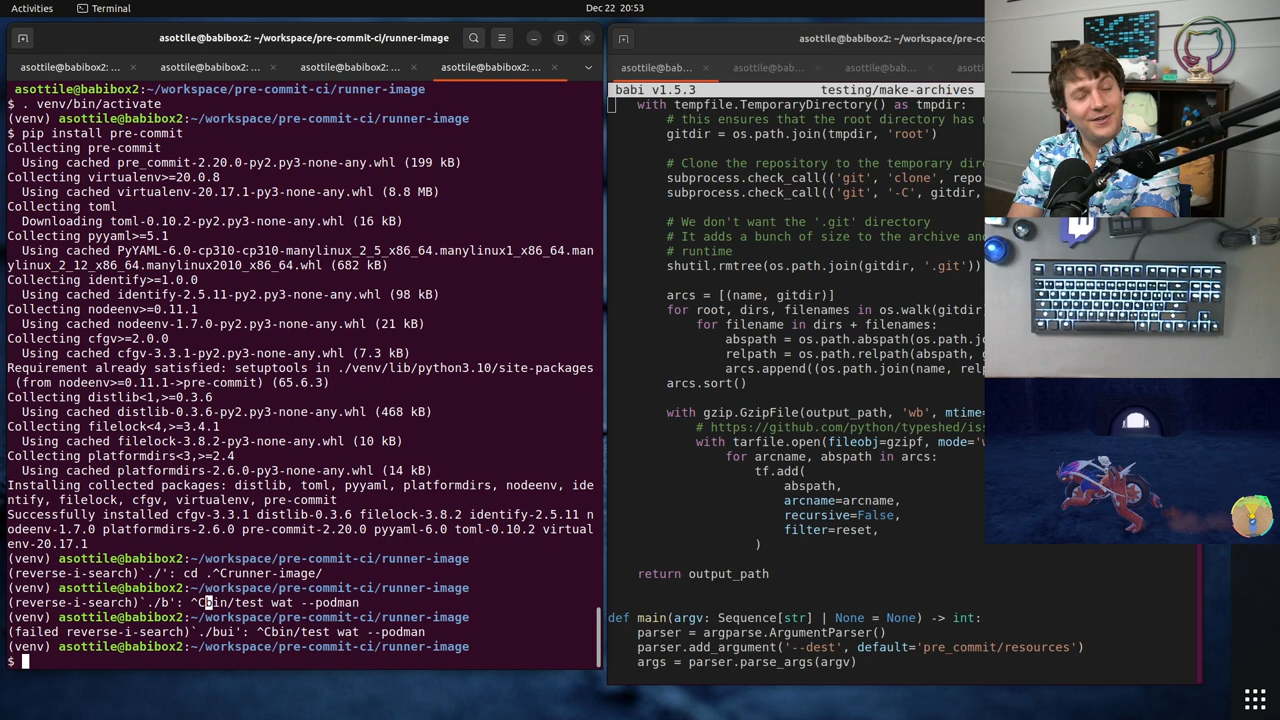 Activities
Terminal
Dec 22 20:53
asottile@babibox2: ~/workspace/pre-commit-ci/runner-image
asottile@babibox2: ~/workspace/pre-c
asottile@babibox2: ...
asottile@babibox2: ...
asottile@babibox2: ...
asottile@babibox2: ...
asottile@bab...
asottile@bab...
asottile@bab...
asottile@bab...
asottile@babibox2:~/workspace/pre-commit-ci/runner-image
$ . venv/bin/activate
(venv) asottile@babibox2:~/workspace/pre-commit-ci/runner-image
$ pip install pre-commit
Collecting pre-commit
  Using cached pre_commit-2.20.0-py2.py3-none-any.whl (199 kB)
Collecting virtualenv>=20.0.8
  Using cached virtualenv-20.17.1-py3-none-any.whl (8.8 MB)
Collecting toml
  Downloading toml-0.10.2-py2.py3-none-any.whl (16 kB)
Collecting pyyaml>=5.1
  Using cached PyYAML-6.0-cp310-cp310-manylinux_2_5_x86_64.manylinux1_x86_64.man
ylinux_2_12_x86_64.manylinux2010_x86_64.whl (682 kB)
Collecting identify>=1.0.0
  Using cached identify-2.5.11-py2.py3-none-any.whl (98 kB)
Collecting nodeenv>=0.11.1
  Using cached nodeenv-1.7.0-py2.py3-none-any.whl (21 kB)
Collecting cfgv>=2.0.0
  Using cached cfgv-3.3.1-py2.py3-none-any.whl (7.3 kB)
Requirement already satisfied: setuptools in ./venv/lib/python3.10/site-packages
 (from nodeenv>=0.11.1->pre-commit) (65.6.3)
Collecting distlib<1,>=0.3.6
  Using cached distlib-0.3.6-py2.py3-none-any.whl (468 kB)
Collecting filelock<4,>=3.4.1
  Using cached filelock-3.8.2-py3-none-any.whl (10 kB)
Collecting platformdirs<3,>=2.4
  Using cached platformdirs-2.6.0-py3-none-any.whl (14 kB)
Installing collected packages: distlib, toml, pyyaml, platformdirs, nodeenv, ide
ntify, filelock, cfgv, virtualenv, pre-commit
Successfully installed cfgv-3.3.1 distlib-0.3.6 filelock-3.8.2 identify-2.5.11 n
odeenv-1.7.0 platformdirs-2.6.0 pre-commit-2.20.0 pyyaml-6.0 toml-0.10.2 virtual
env-20.17.1
(venv) asottile@babibox2:~/workspace/pre-commit-ci/runner-image
(reverse-i-search)`./': cd .^Crunner-image/
(venv) asottile@babibox2:~/workspace/pre-commit-ci/runner-image
(reverse-i-search)`./b': ^Cbin/test wat --podman
(venv) asottile@babibox2:~/workspace/pre-commit-ci/runner-image
(failed reverse-i-search)`./bui': ^Cbin/test wat --podman
(venv) asottile@babibox2:~/workspace/pre-commit-ci/runner-image
$
babi v1.5.3 testing/make-archives
with tempfile.TemporaryDirectory() as tmpdir:
# this ensures that the root directory has u
gitdir = os.path.join(tmpdir, 'root')
# Clone the repository to the temporary dire
subprocess.check_call(('git', 'clone', repo
subprocess.check_call(('git', '-C', gitdir,
# We don't want the '.git' directory
# It adds a bunch of size to the archive and
# runtime
shutil.rmtree(os.path.join(gitdir, '.git'))
arcs = [(name, gitdir)]
for root, dirs, filenames in os.walk(gitdir
for filename in dirs + filenames:
abspath = os.path.abspath(os.path.jo
relpath = os.path.relpath(abspath, g
arcs.append((os.path.join(name, relp
arcs.sort()
with gzip.GzipFile(output_path, 'wb', mtime=
# https://github.com/python/typeshed/iss
with tarfile.open(fileobj=gzipf, mode='w
for arcname, abspath in arcs:
tf.add(
abspath,
arcname=arcname,
recursive=False,
filter=reset,
)
return output_path
def main(argv: Sequence[str] | None = None) -> int:
parser = argparse.ArgumentParser()
parser.add_argument('--dest', default='pre_commit/resources')
args = parser.parse_args(argv)